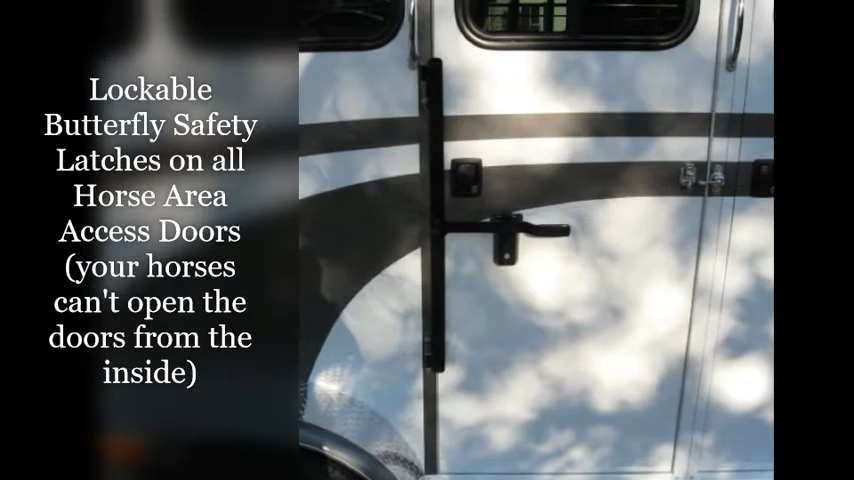 Lockable
Butterfly Safety
Latches on all
Horse Area
Access Doors
(your horses
can't open the
doors from the
inside)